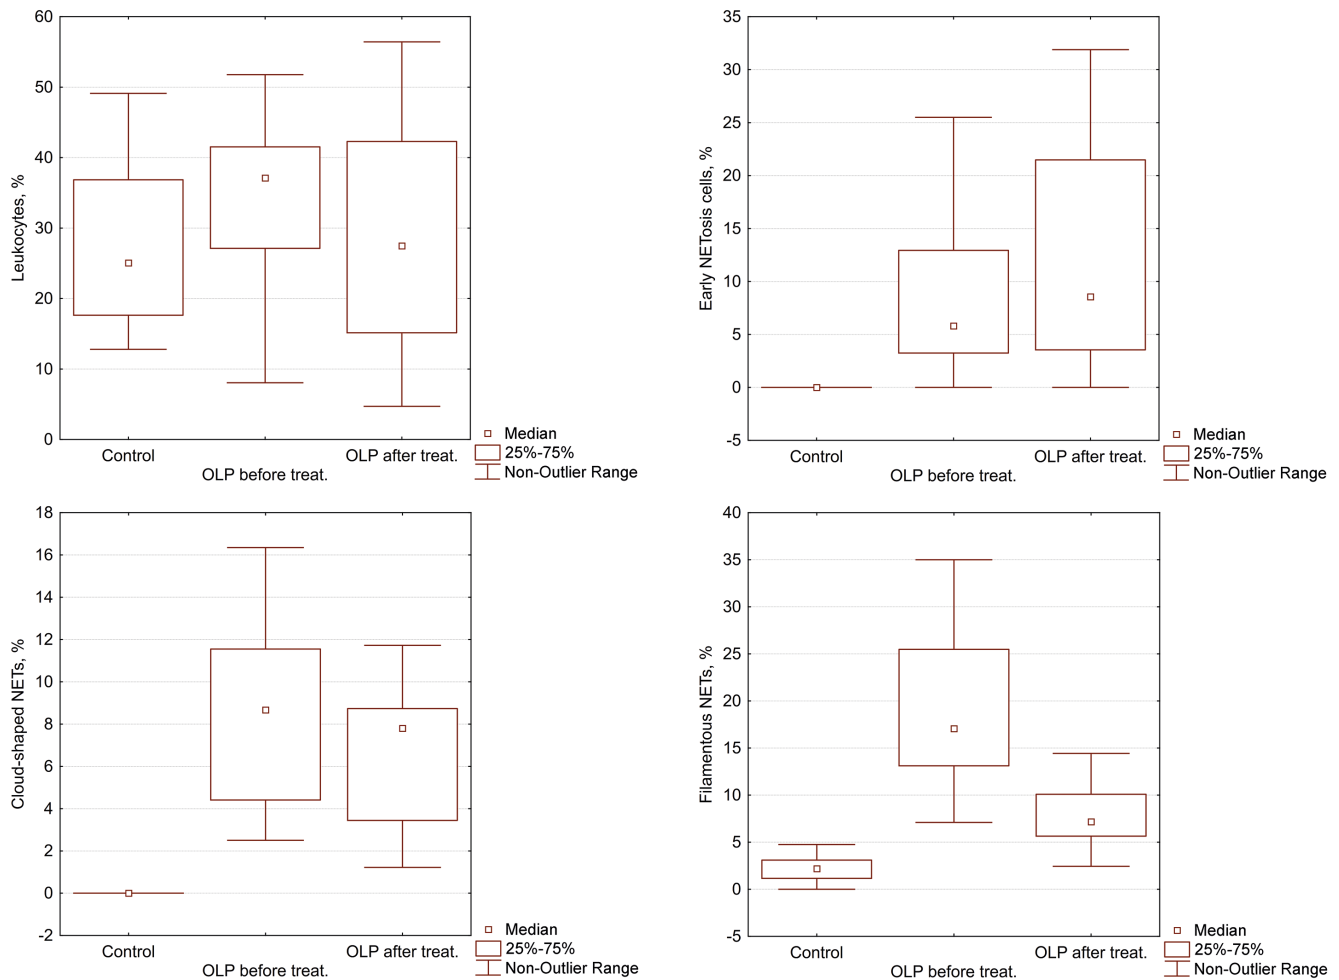 Leukocytes, %
60
50
40
30
20
10
0
Control
OLP before treat.
OLP after treat.
Median
25%-75%
Non-Outlier Range
Early NETosis cells, %
35
30
25
20
15
10
5
0
-5
Control
OLP before treat.
OLP after treat.
Median
25%-75%
Non-Outlier Range
Cloud-shaped NETs, %
18
16
14
12
10
8
6
4
2
0
-2
Control
OLP before treat.
OLP after treat.
Median
25%-75%
Non-Outlier Range
Filamentous NETs, %
40
35
30
25
20
15
10
5
0
-5
Control
OLP before treat.
OLP after treat.
Median
25%-75%
Non-Outlier Range